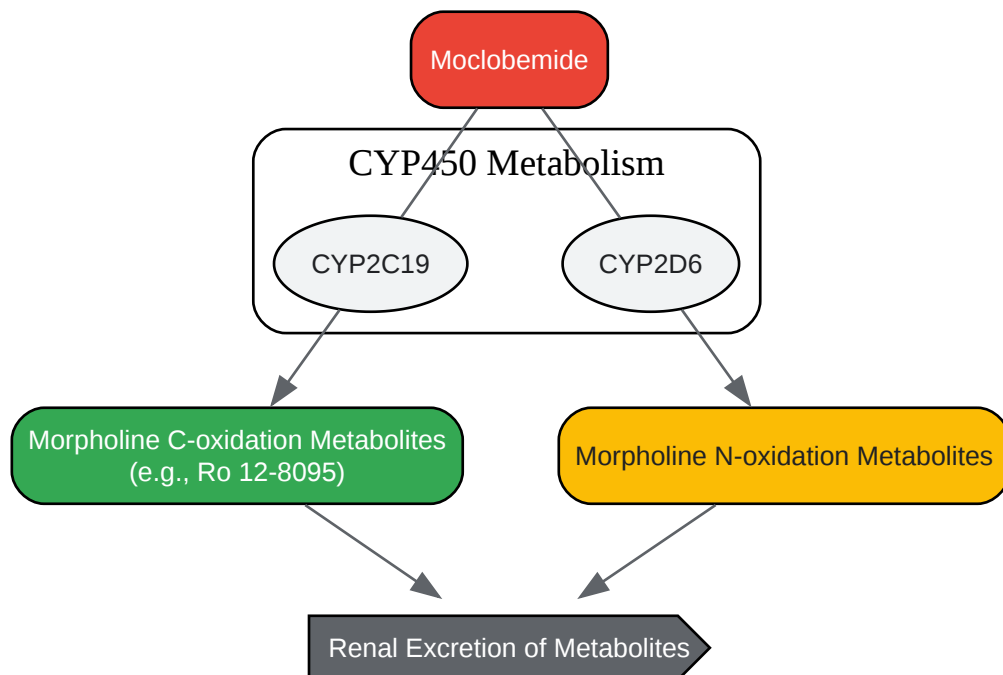 Moclobemide
CYP450 Metabolism
CYP2C19
CYP2D6
Morpholine C-oxidation Metabolites
(e.g., Ro 12-8095)
Morpholine N-oxidation Metabolites
Renal Excretion of Metabolites